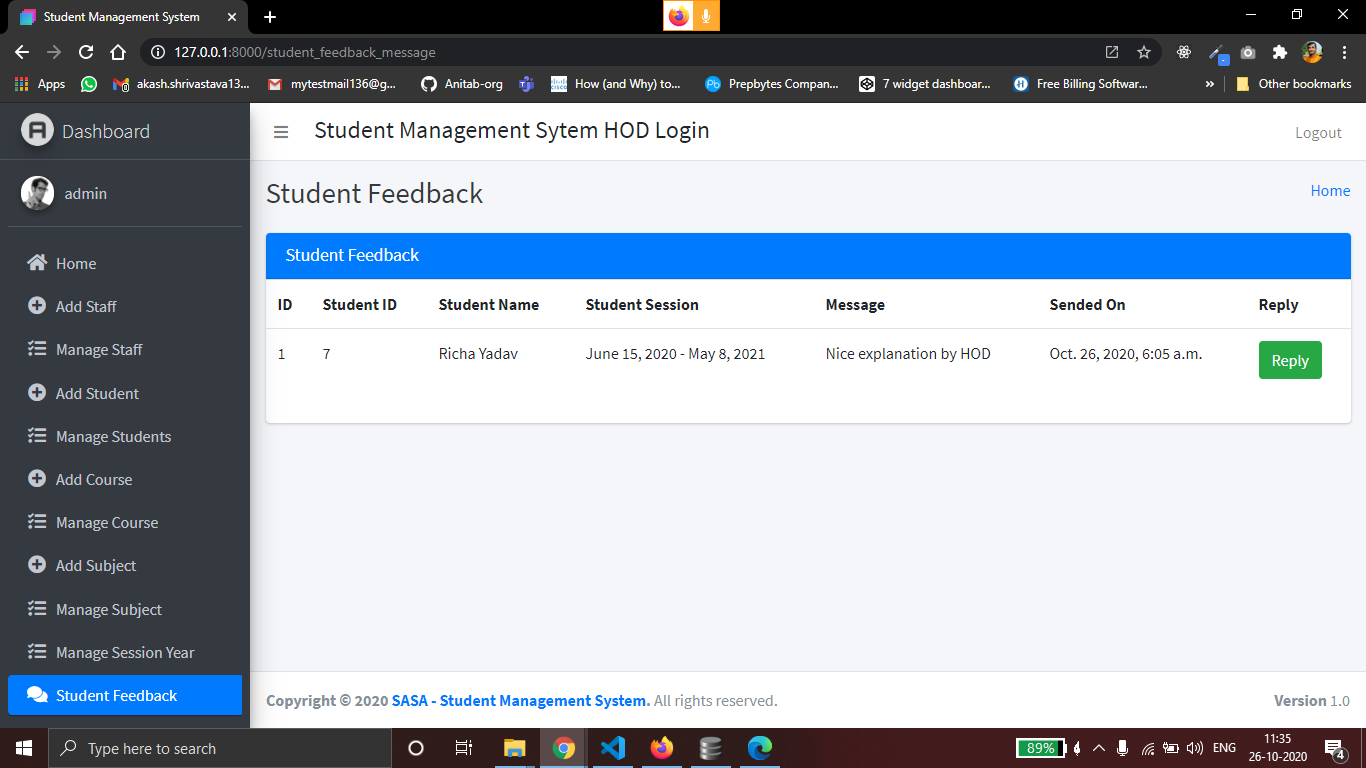 Student Management System
127.0.0.1:8000/student_feedback_message
Apps
akash.shrivastava13...
mytestmail136@g...
Anitab-org
How (and Why) to...
Prepbytes Compan...
7 widget dashboar...
Free Billing Softwar...
»
Other bookmarks
Dashboard
Student Management Sytem HOD Login
Logout
admin
Student Feedback
Home
Home
Add Staff
Manage Staff
Add Student
Manage Students
Add Course
Manage Course
Add Subject
Manage Subject
Manage Session Year
Student Feedback
Student Feedback
ID Student ID Student Name Student Session Message Sended On Reply
1 7 Richa Yadav June 15, 2020 - May 8, 2021 Nice explanation by HOD Oct. 26, 2020, 6:05 a.m. Reply
Copyright © 2020 SASA - Student Management System. All rights reserved.
Version 1.0
Type here to search
89%
ENG
11:35
26-10-2020
4